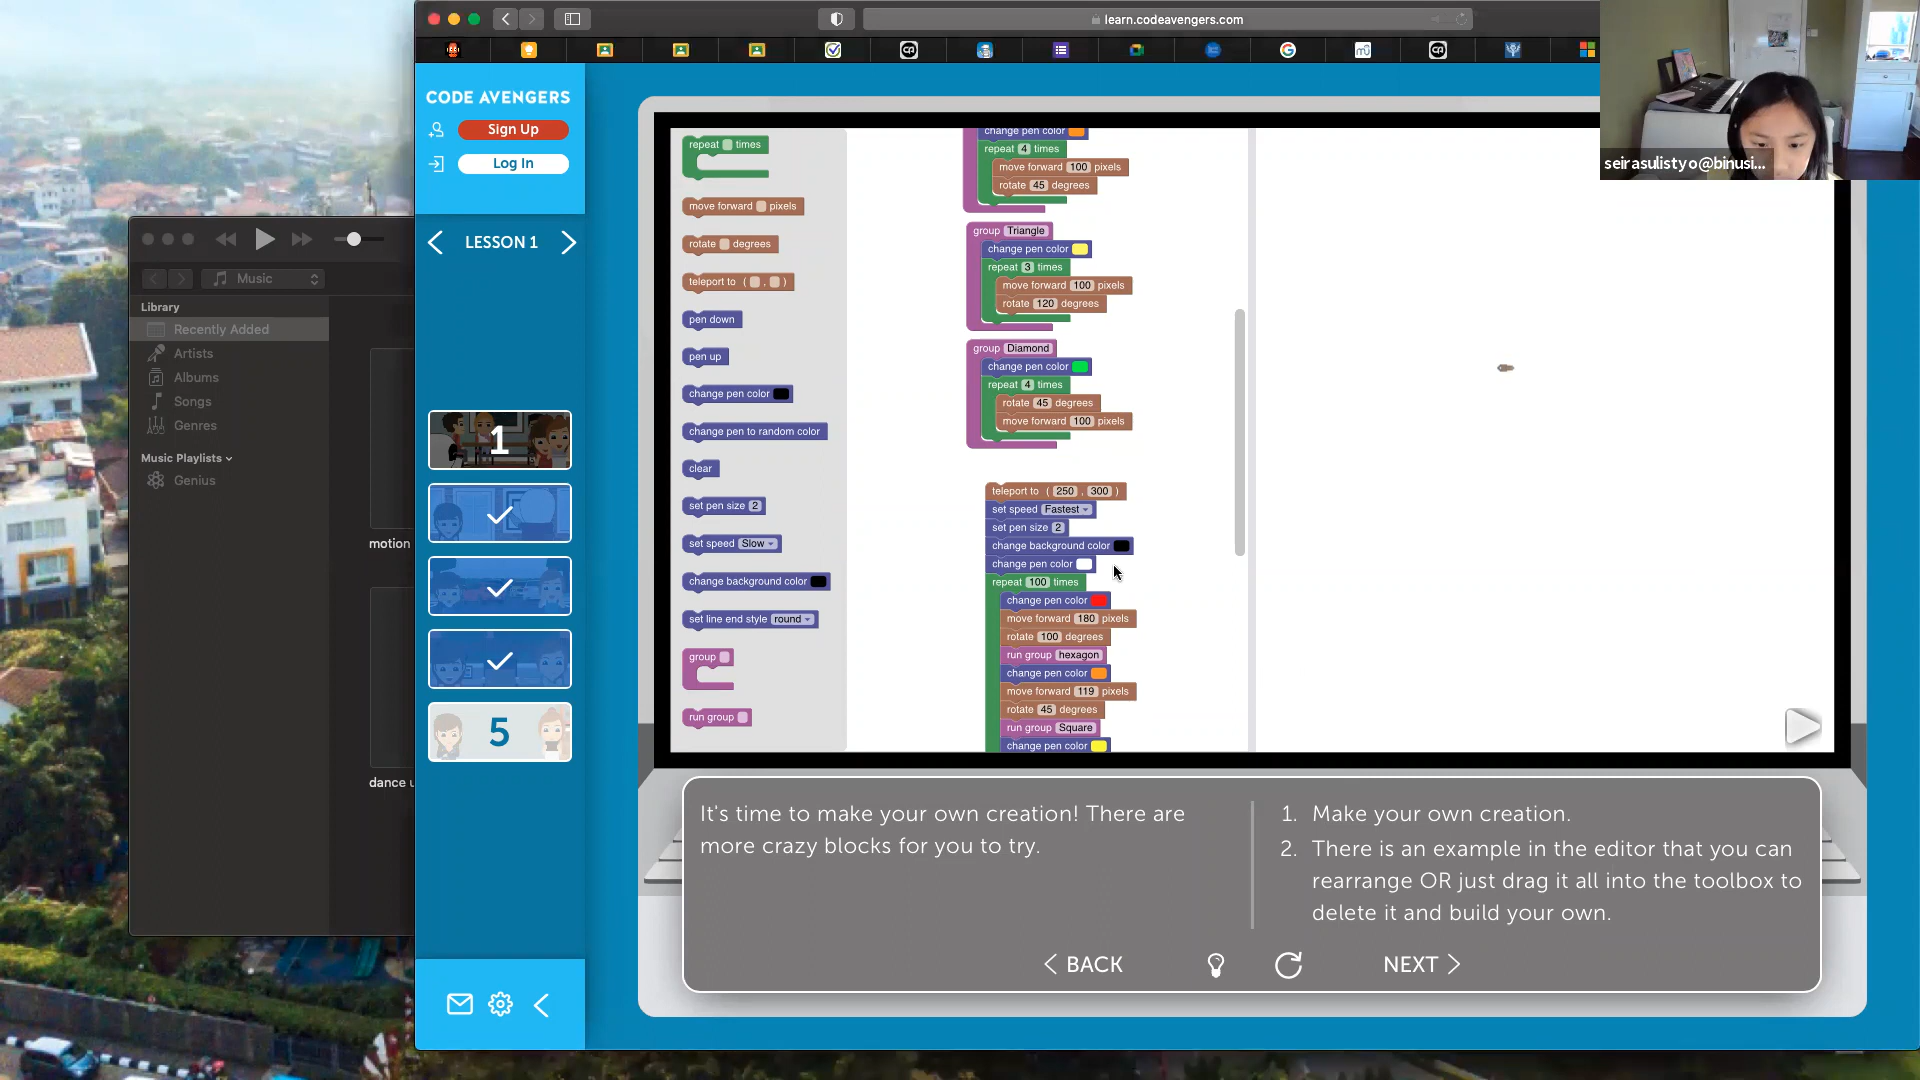 learn.codeavengers.com
seirasulistyo@binusi...
CODE AVENGERS
Sign Up
Log In
LESSON 1
1
5
Music
Library
Recently Added
Artists
Albums
Songs
Genres
Music Playlists
Genius
motion
dance u
repeat times
move forward pixels
rotate degrees
teleport to ( , )
pen down
pen up
change pen color
change pen to random color
clear
set pen size 2
set speed Slow
change background color
set line end style round
group
run group
change pen color
repeat 4 times
move forward 100 pixels
rotate 45 degrees
group Triangle
change pen color
repeat 3 times
move forward 100 pixels
rotate 120 degrees
group Diamond
change pen color
repeat 4 times
rotate 45 degrees
move forward 100 pixels
teleport to ( 250 , 300 )
set speed Fastest
set pen size 2
change background color
change pen color
repeat 100 times
change pen color
move forward 180 pixels
rotate 100 degrees
run group hexagon
change pen color
move forward 119 pixels
rotate 45 degrees
run group Square
change pen color
It's time to make your own creation! There are
more crazy blocks for you to try.
1. Make your own creation.
2. There is an example in the editor that you can
rearrange OR just drag it all into the toolbox to
delete it and build your own.
< BACK
NEXT >